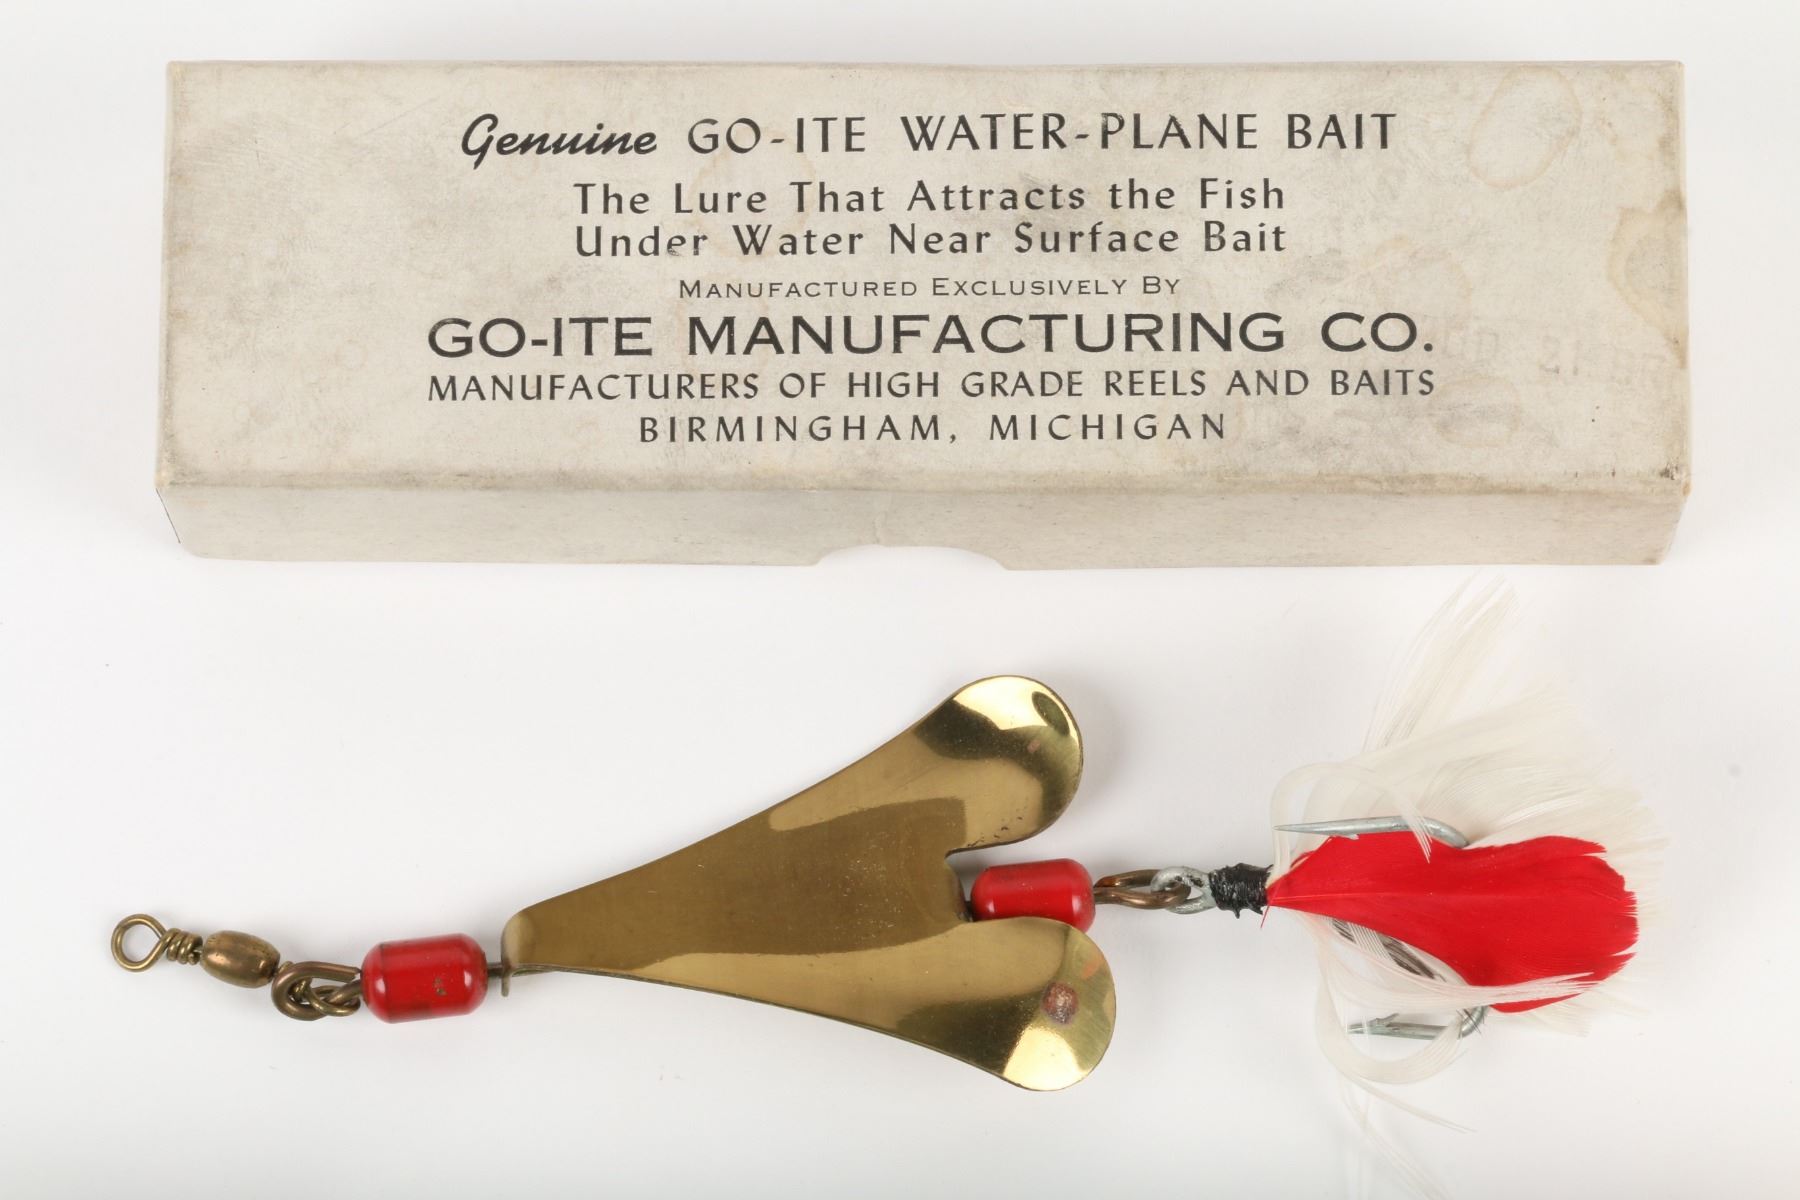 Genuine GO-ITE WATER-PLANE BAIT
The Lure That Attracts the Fish
Under Water Near Surface Bait
MANUFACTURED EXCLUSIVELY BY
GO-ITE MANUFACTURING CO.
MANUFACTURERS OF HIGH GRADE REELS AND BAITS
BIRMINGHAM, MICHIGAN